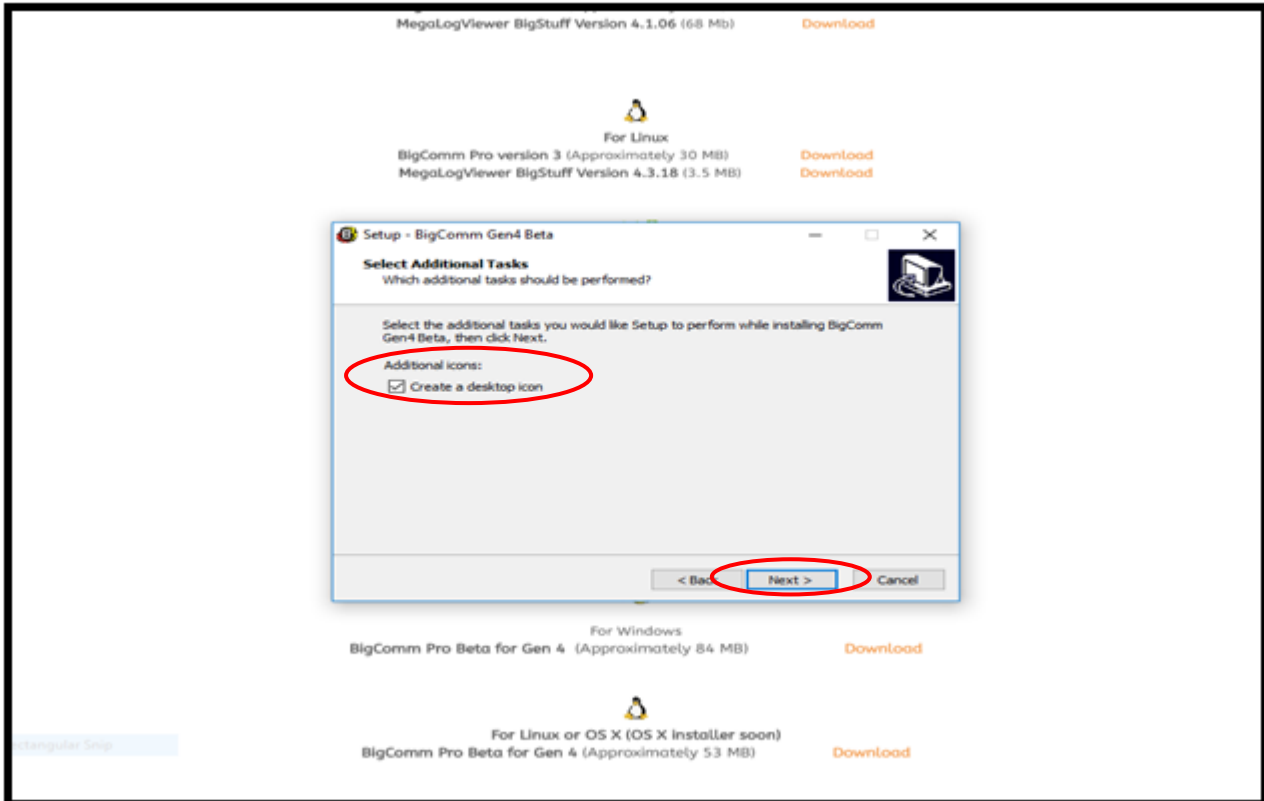 MegaLogViewer BigStuff Version 4.1.06 (68 Mb) Download
For Linux
BigComm Pro version 3 (Approximately 30 MB) Download
MegaLogViewer BigStuff Version 4.3.18 (3.5 MB) Download
Setup - BigComm Gen4 Beta
Select Additional Tasks
Which additional tasks should be performed?
Select the additional tasks you would like Setup to perform while installing BigComm
Gen4 Beta, then click Next.
Additional icons:
Create a desktop icon
< Back Next > Cancel
For Windows
BigComm Pro Beta for Gen 4 (Approximately 84 MB) Download
For Linux or OS X (OS X installer soon)
ectangular Snip
BigComm Pro Beta for Gen 4 (Approximately 53 MB) Download